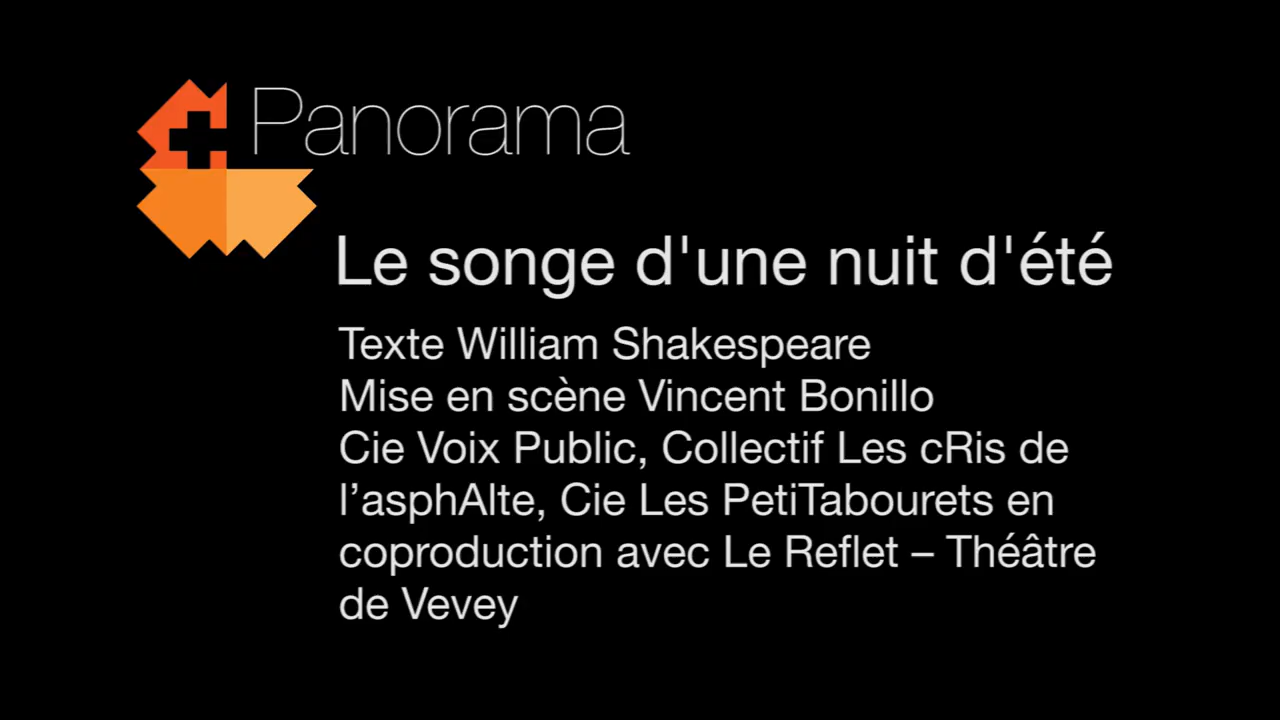 Panorama
Le songe d'une nuit d'été
Texte William Shakespeare
Mise en scène Vincent Bonillo
Cie Voix Public, Collectif Les cRis de
l’asphAlte, Cie Les PetiTabourets en
coproduction avec Le Reflet – Théâtre
de Vevey